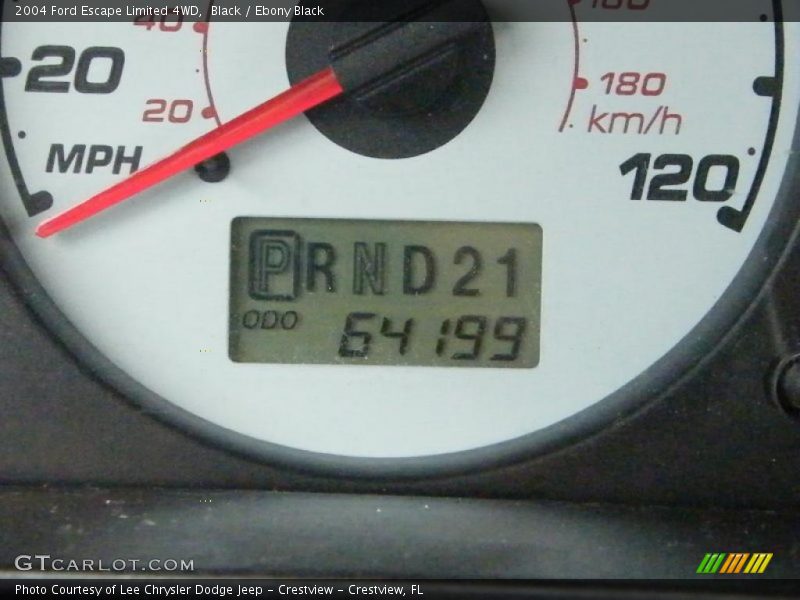 2004 Ford Escape Limited 4WD, Black / Ebony Black
40
20
20
MPH
180
km/h
120
P R N D 2 1
ODO 64199
GTCARLOT.COM
Photo Courtesy of Lee Chrysler Dodge Jeep - Crestview - Crestview, FL